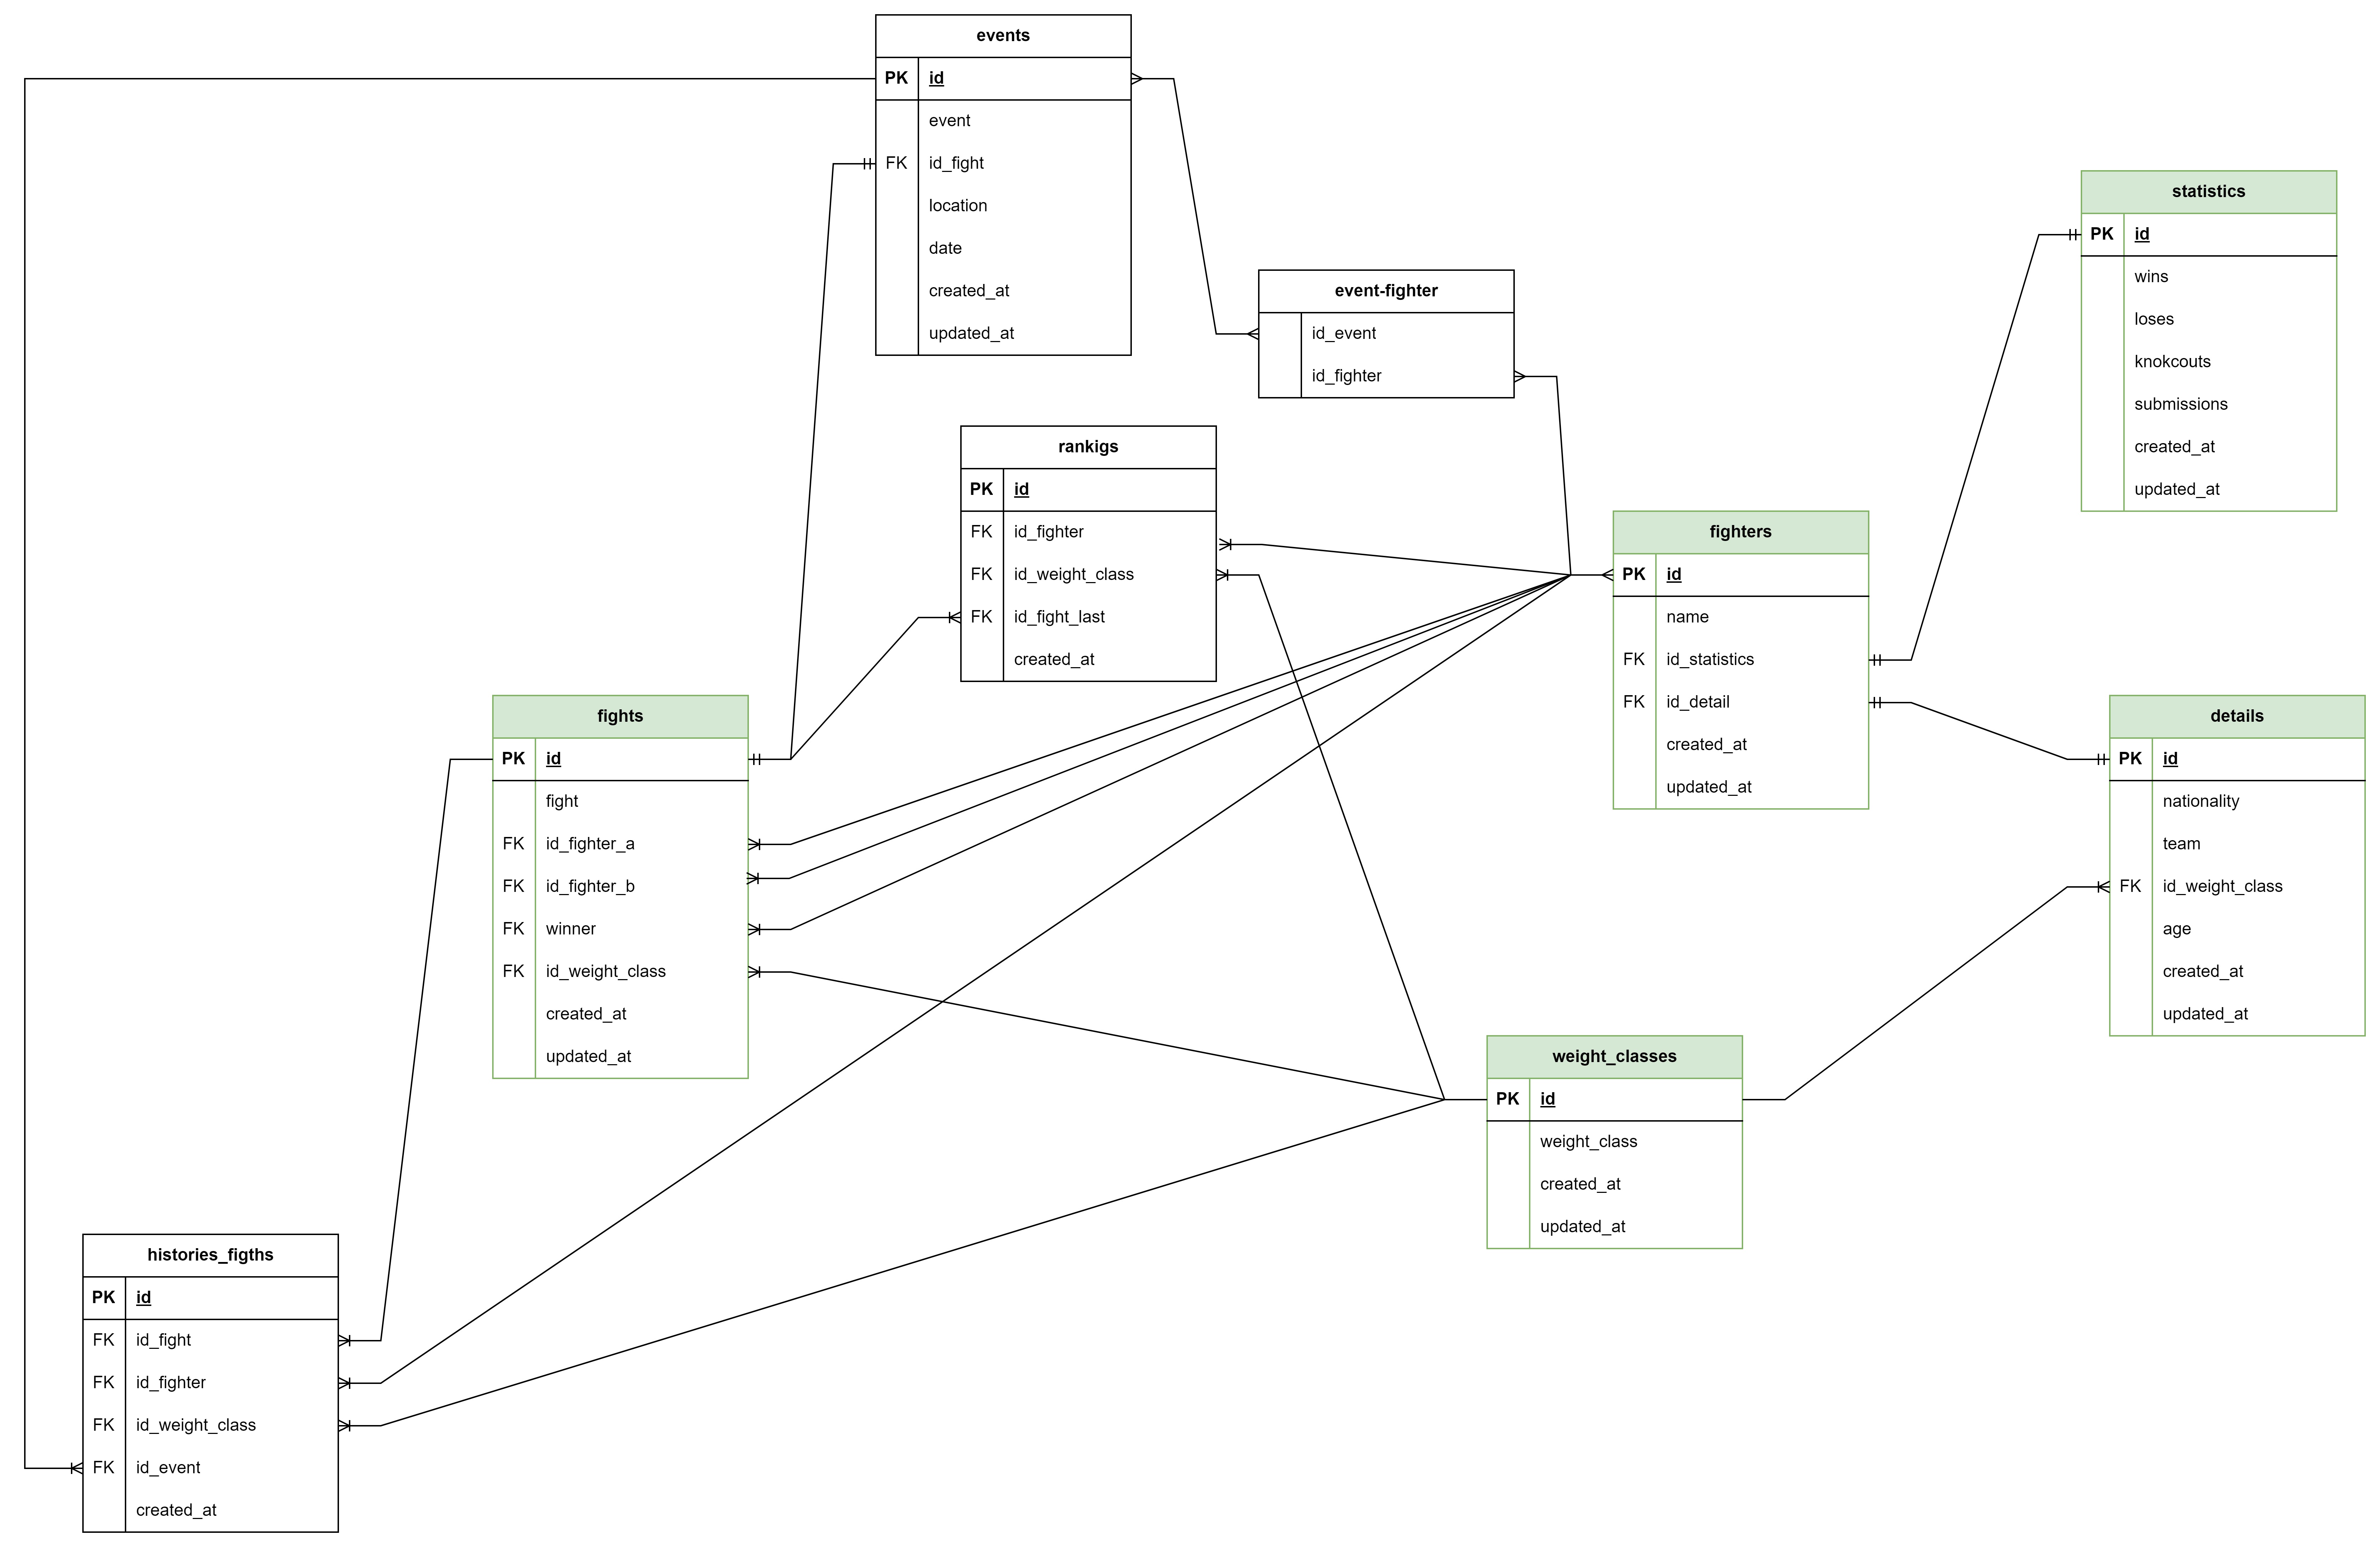 events
PK id
event
FK id_fight
location
date
created_at
updated_at
statistics
PK id
wins
loses
knokcouts
submissions
created_at
updated_at
event-fighter
id_event
id_fighter
rankigs
PK id
FK id_fighter
FK id_weight_class
FK id_fight_last
created_at
fighters
PK id
name
FK id_statistics
FK id_detail
created_at
updated_at
fights
PK id
fight
FK id_fighter_a
FK id_fighter_b
FK winner
FK id_weight_class
created_at
updated_at
details
PK id
nationality
team
FK id_weight_class
age
created_at
updated_at
weight_classes
PK id
weight_class
created_at
updated_at
histories_figths
PK id
FK id_fight
FK id_fighter
FK id_weight_class
FK id_event
created_at